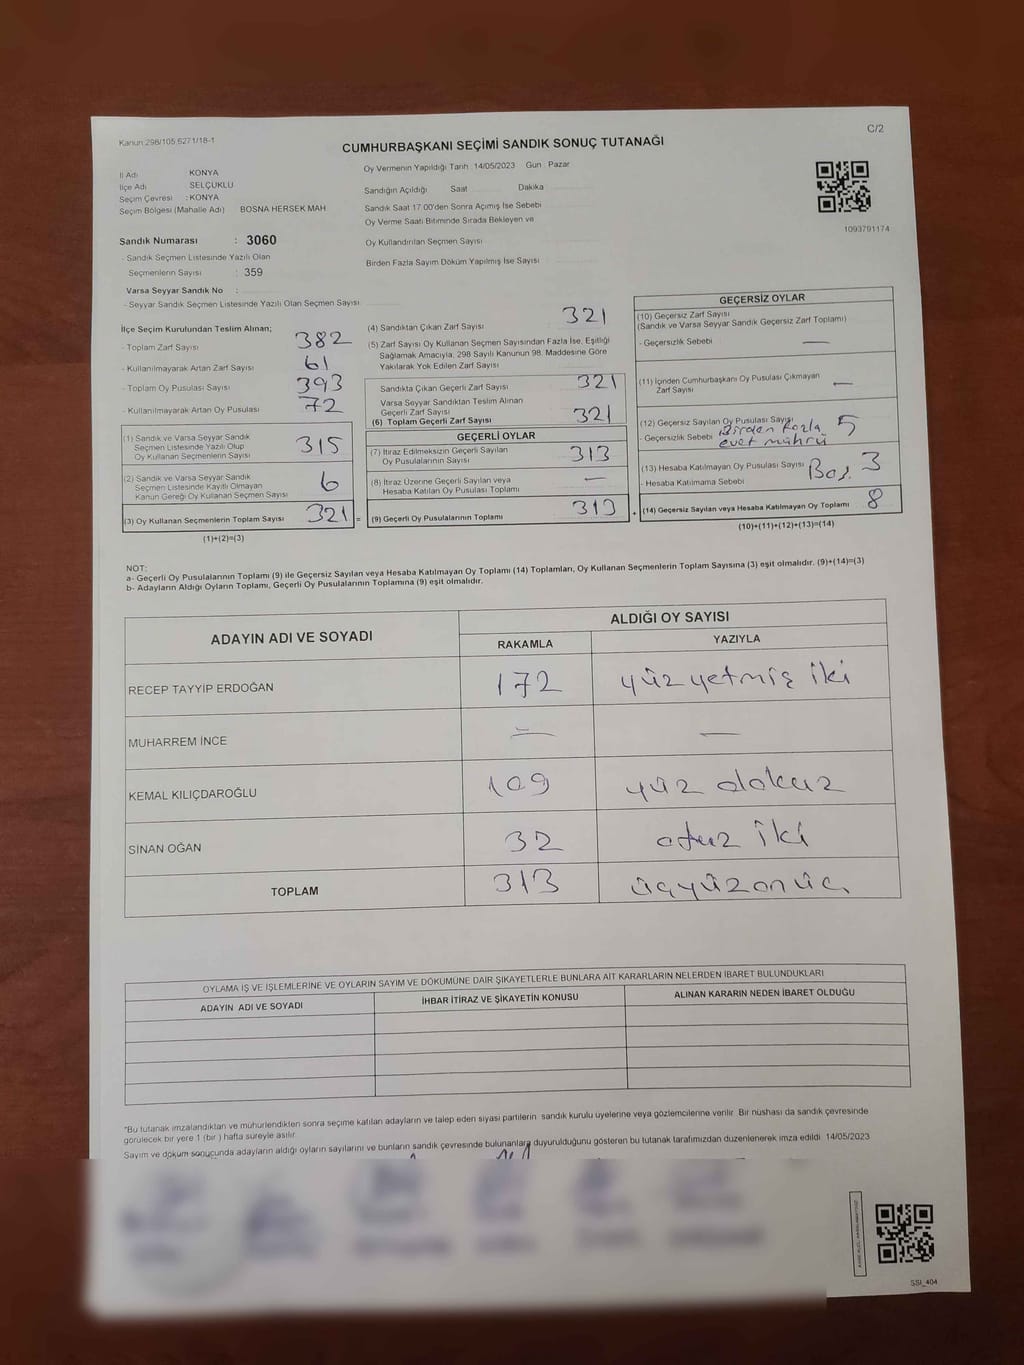 Kanun:298/105,6271/18-1
C/2
CUMHURBAŞKANI SEÇİMİ SANDIK SONUÇ TUTANAĞI
İl Adı KONYA
İlçe Adı SELÇUKLU
Seçim Çevresi : KONYA
Seçim Bölgesi (Mahalle Adı) BOSNA HERSEK MAH
Sandık Numarası : 3060
- Sandık Seçmen Listesinde Yazılı Olan
Seçmenlerin Sayısı : 359
Varsa Seyyar Sandık No :
- Seyyar Sandık Seçmen Listesinde Yazılı Olan Seçmen Sayısı
Oy Vermenin Yapıldığı Tarih 14/05/2023 Gün Pazar
Sandığın Açıldığı Saat Dakika
Sandık Saat 17.00'den Sonra Açımış İse Sebebi
Oy Verme Saati Bitiminde Sırada Bekleyen ve
Oy Kullandırılan Seçmen Sayısı
Birden Fazla Sayım Döküm Yapılmış İse Sayısı
1093791174
İlçe Seçim Kurulundan Teslim Alınan;
- Toplam Zarf Sayısı 382
- Kullanılmayarak Artan Zarf Sayısı 61
- Toplam Oy Pusulası Sayısı 393
- Kullanılmayarak Artan Oy Pusulası 72
(1) Sandık ve Varsa Seyyar Sandık
Seçmen Listesinde Yazılı Olup
Oy Kullanan Seçmenlerin Sayısı 315
(2) Sandık ve Varsa Seyyar Sandık
Seçmen Listesinde Kayıtlı Olmayan
Kanun Gereği Oy Kullanan Seçmen Sayısı 6
(3) Oy Kullanan Seçmenlerin Toplam Sayısı 321 =
(1)+(2)=(3)
(4) Sandıktan Çıkan Zarf Sayısı 321
(5) Zarf Sayısı Oy Kullanan Seçmen Sayısından Fazla İse, Eşitliği
Sağlamak Amacıyla, 298 Sayılı Kanunun 98. Maddesine Göre
Yakılarak Yok Edilen Zarf Sayısı
Sandıkta Çıkan Geçerli Zarf Sayısı 321
Varsa Seyyar Sandıktan Teslim Alınan
Geçerli Zarf Sayısı
(6) Toplam Geçerli Zarf Sayısı 321
GEÇERLİ OYLAR
(7) İtiraz Edilmeksizin Geçerli Sayılan
Oy Pusulalarının Sayısı 313
(8) İtiraz Üzerine Geçerli Sayılan veya
Hesaba Katılan Oy Pusulası Toplamı —
(9) Geçerli Oy Pusulalarının Toplamı 313 +
GEÇERSİZ OYLAR
(10) Geçersiz Zarf Sayısı
(Sandık ve Varsa Seyyar Sandık Geçersiz Zarf Toplamı)
- Geçersizlik Sebebi —
(11) İçinden Cumhurbaşkanı Oy Pusulası Çıkmayan
Zarf Sayısı —
(12) Geçersiz Sayılan Oy Pusulası Sayısı 5
- Geçersizlik Sebebi Birden Fazla
evet mührü
(13) Hesaba Katılmayan Oy Pusulası Sayısı Boş. 3
- Hesaba Katılmama Sebebi
(14) Geçersiz Sayılan veya Hesaba Katılmayan Oy Toplamı 8
(10)+(11)+(12)+(13)=(14)
NOT:
a- Geçerli Oy Pusulalarının Toplamı (9) ile Geçersiz Sayılan veya Hesaba Katılmayan Oy Toplamı (14) Toplamları, Oy Kullanan Seçmenlerin Toplam Sayısına (3) eşit olmalıdır. (9)+(14)=(3)
b- Adayların Aldığı Oyların Toplamı, Geçerli Oy Pusulalarının Toplamına (9) eşit olmalıdır.
ADAYIN ADI VE SOYADI ALDIĞI OY SAYISI
RAKAMLA YAZIYLA
RECEP TAYYİP ERDOĞAN 172 yüz yetmiş iki
MUHARREM İNCE — —
KEMAL KILIÇDAROĞLU 109 yüz dokuz
SİNAN OĞAN 32 otuz iki
TOPLAM 313 üçyüzonüç
OYLAMA İŞ VE İŞLEMLERİNE VE OYLARIN SAYIM VE DÖKÜMÜNE DAİR ŞİKAYETLERLE BUNLARA AİT KARARLARIN NELERDEN İBARET BULUNDUKLARI
ADAYIN ADI VE SOYADI İHBAR İTİRAZ VE ŞİKAYETİN KONUSU ALINAN KARARIN NEDEN İBARET OLDUĞU
*Bu tutanak imzalandıktan ve mühürlendikten sonra seçime katılan adayların ve talep eden siyasi partilerin sandık kurulu üyelerine veya gözlemcilerine verilir. Bir nüshası da sandık çevresinde
görülecek bir yere 1 (bir ) hafta süreyle asılır.
Sayım ve döküm sonucunda adayların aldığı oyların sayılarını ve bunların sandık çevresinde bulunanlara duyurulduğunu gösteren bu tutanak tarafımızdan düzenlenerek imza edildi. 14/05/2023
SSI_404